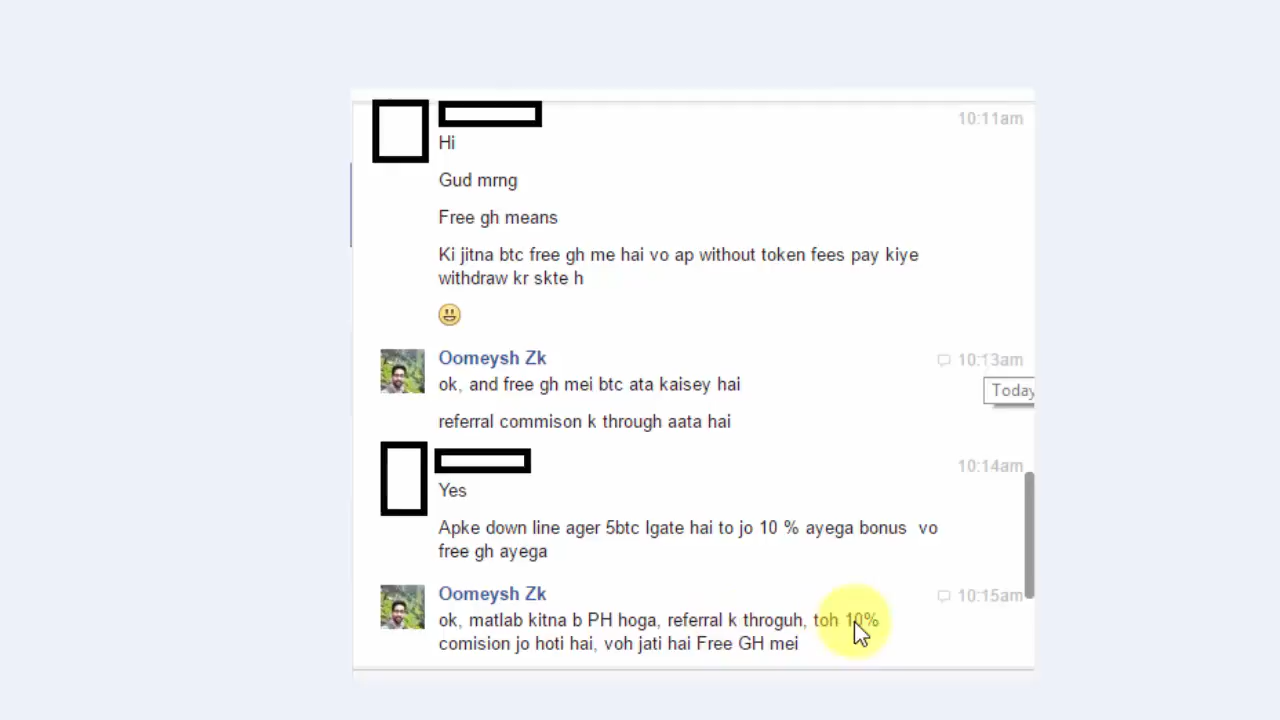 10:11am
Hi
Gud mrng
Free gh means
Ki jitna btc free gh me hai vo ap without token fees pay kiye
withdraw kr skte h
Oomeysh Zk
10:13am
ok, and free gh mei btc ata kaisey hai
Today
referral commison k through aata hai
10:14am
Yes
Apke down line ager 5btc lgate hai to jo 10 % ayega bonus vo
free gh ayega
Oomeysh Zk
10:15am
ok, matlab kitna b PH hoga, referral k throguh, toh 10%
comision jo hoti hai, voh jati hai Free GH mei